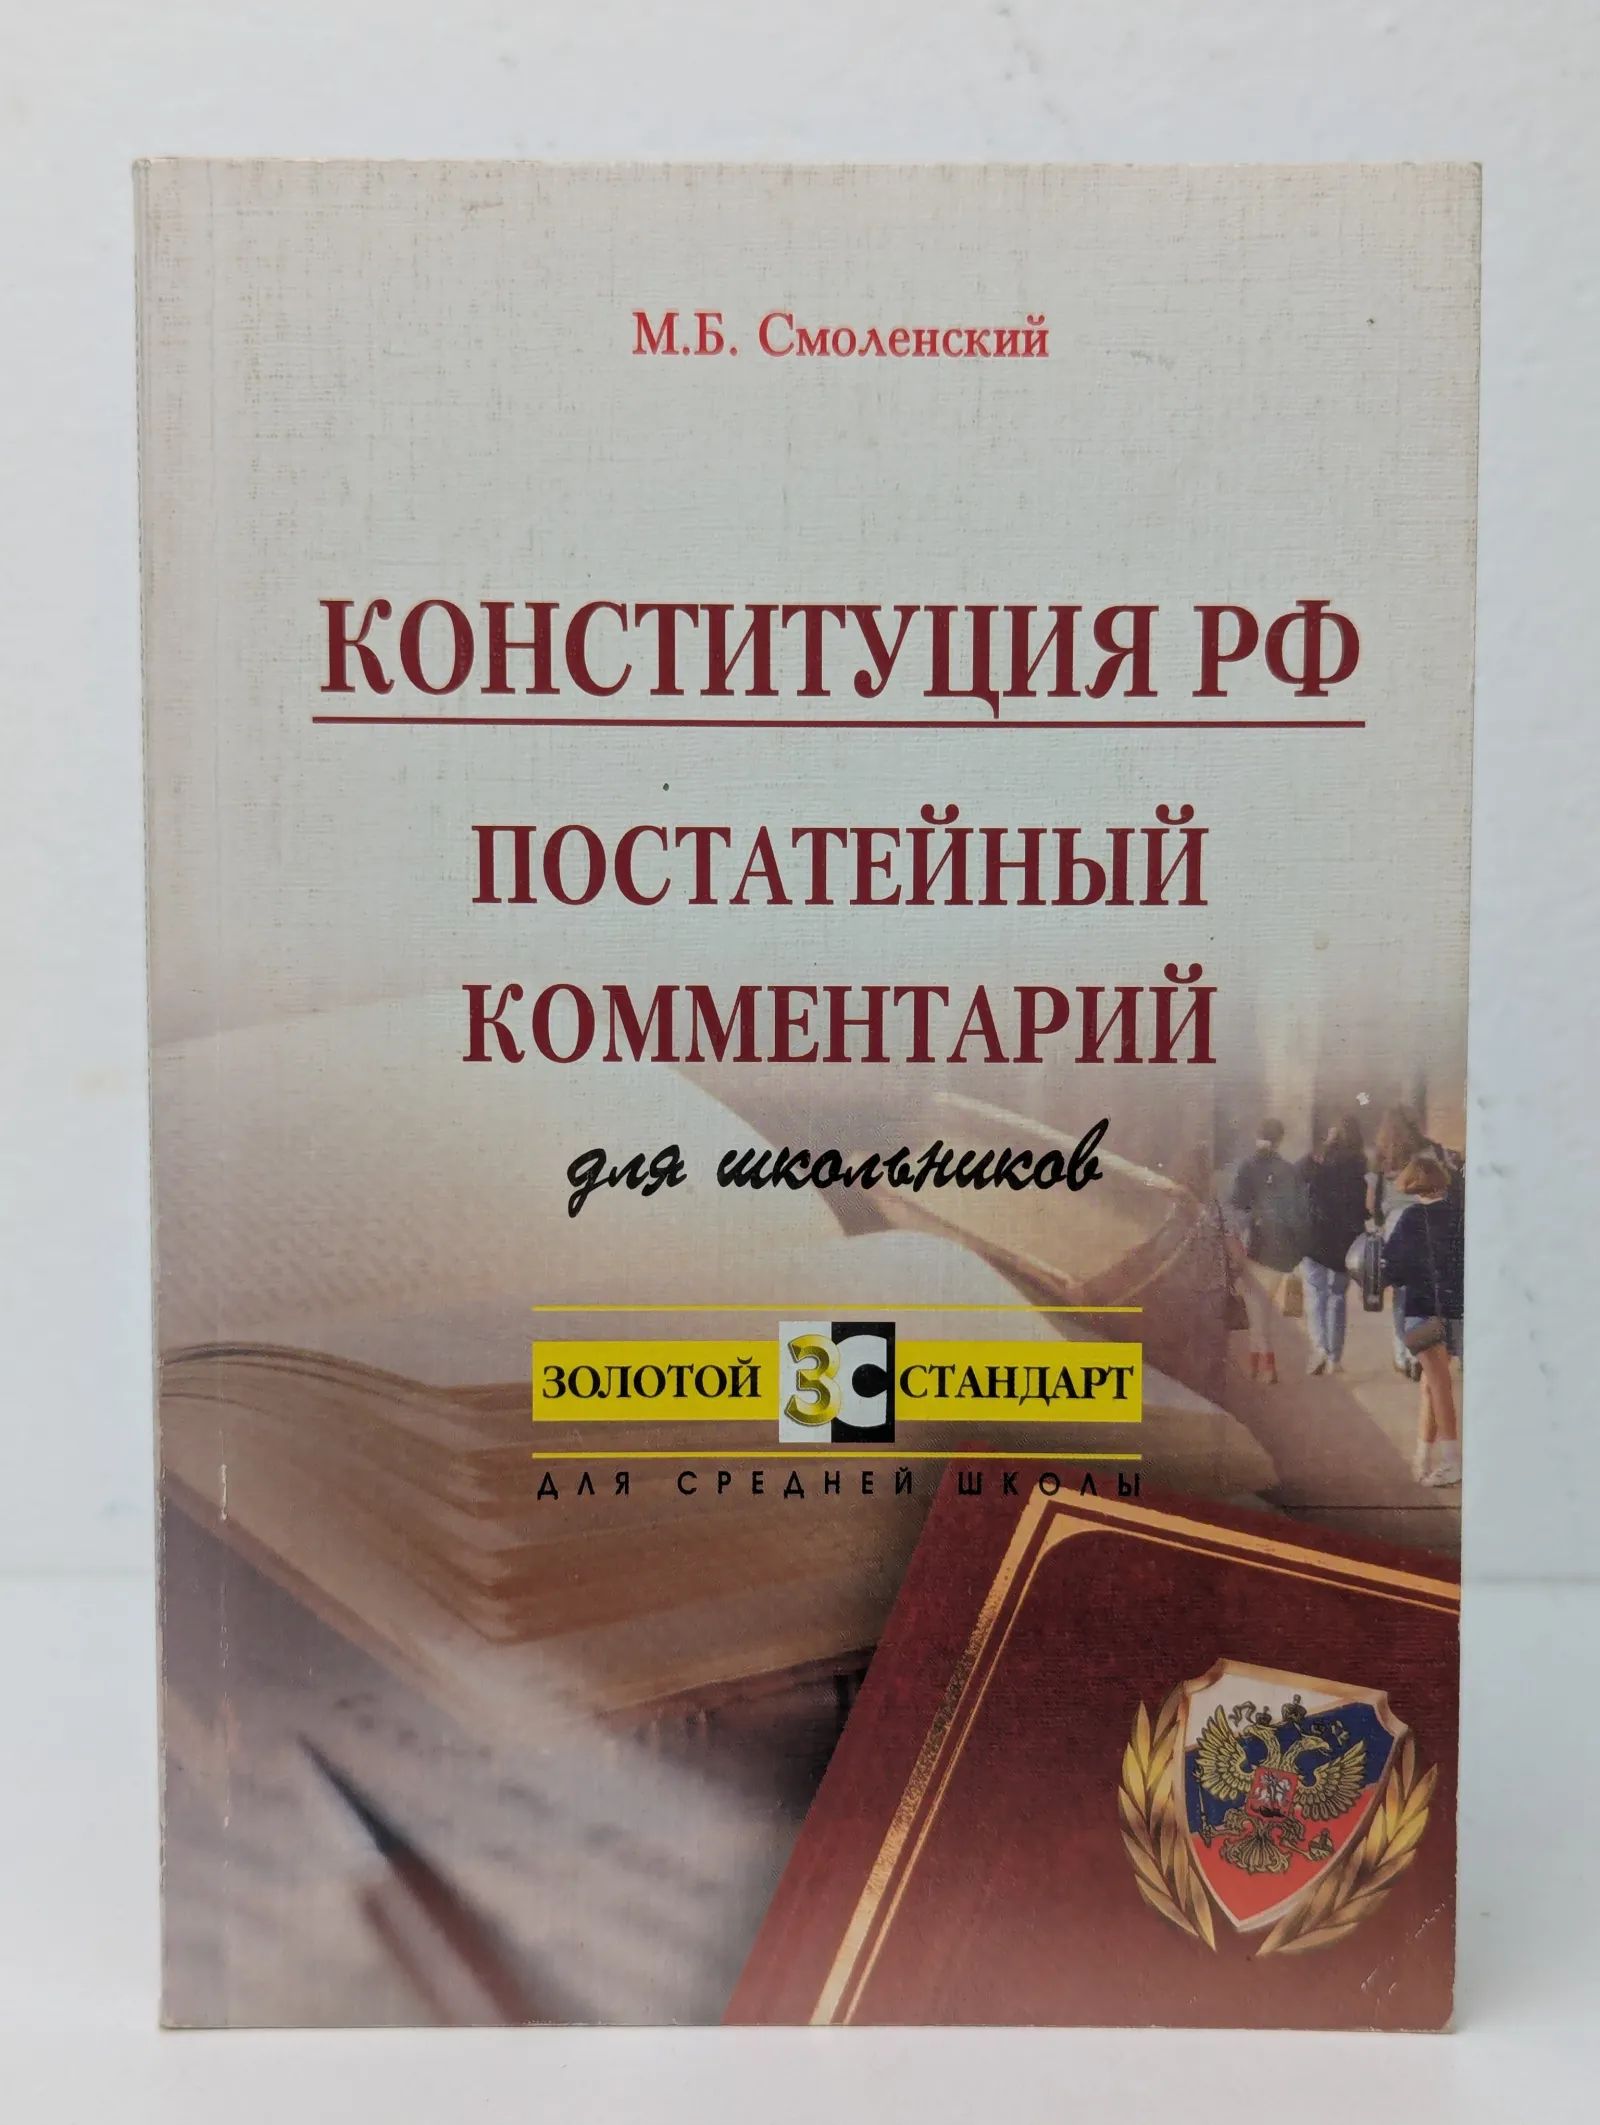 М.Б. Смоленский
КОНСТИТУЦИЯ РФ
ПОСТАТЕЙНЫЙ
КОММЕНТАРИЙ
для школьников
ЗОЛОТОЙ ЗС СТАНДАРТ
ДЛЯ СРЕДНЕЙ ШКОЛЫ